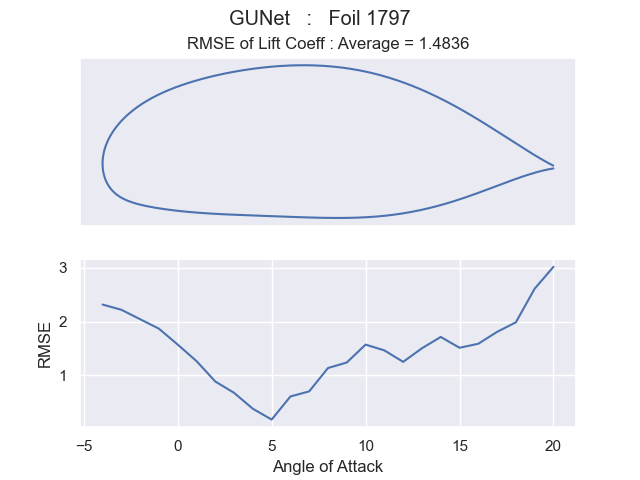 GUNet   :   Foil 1797
RMSE of Lift Coeff : Average = 1.4836
3
2
1
RMSE
−5
0
5
10
15
20
Angle of Attack